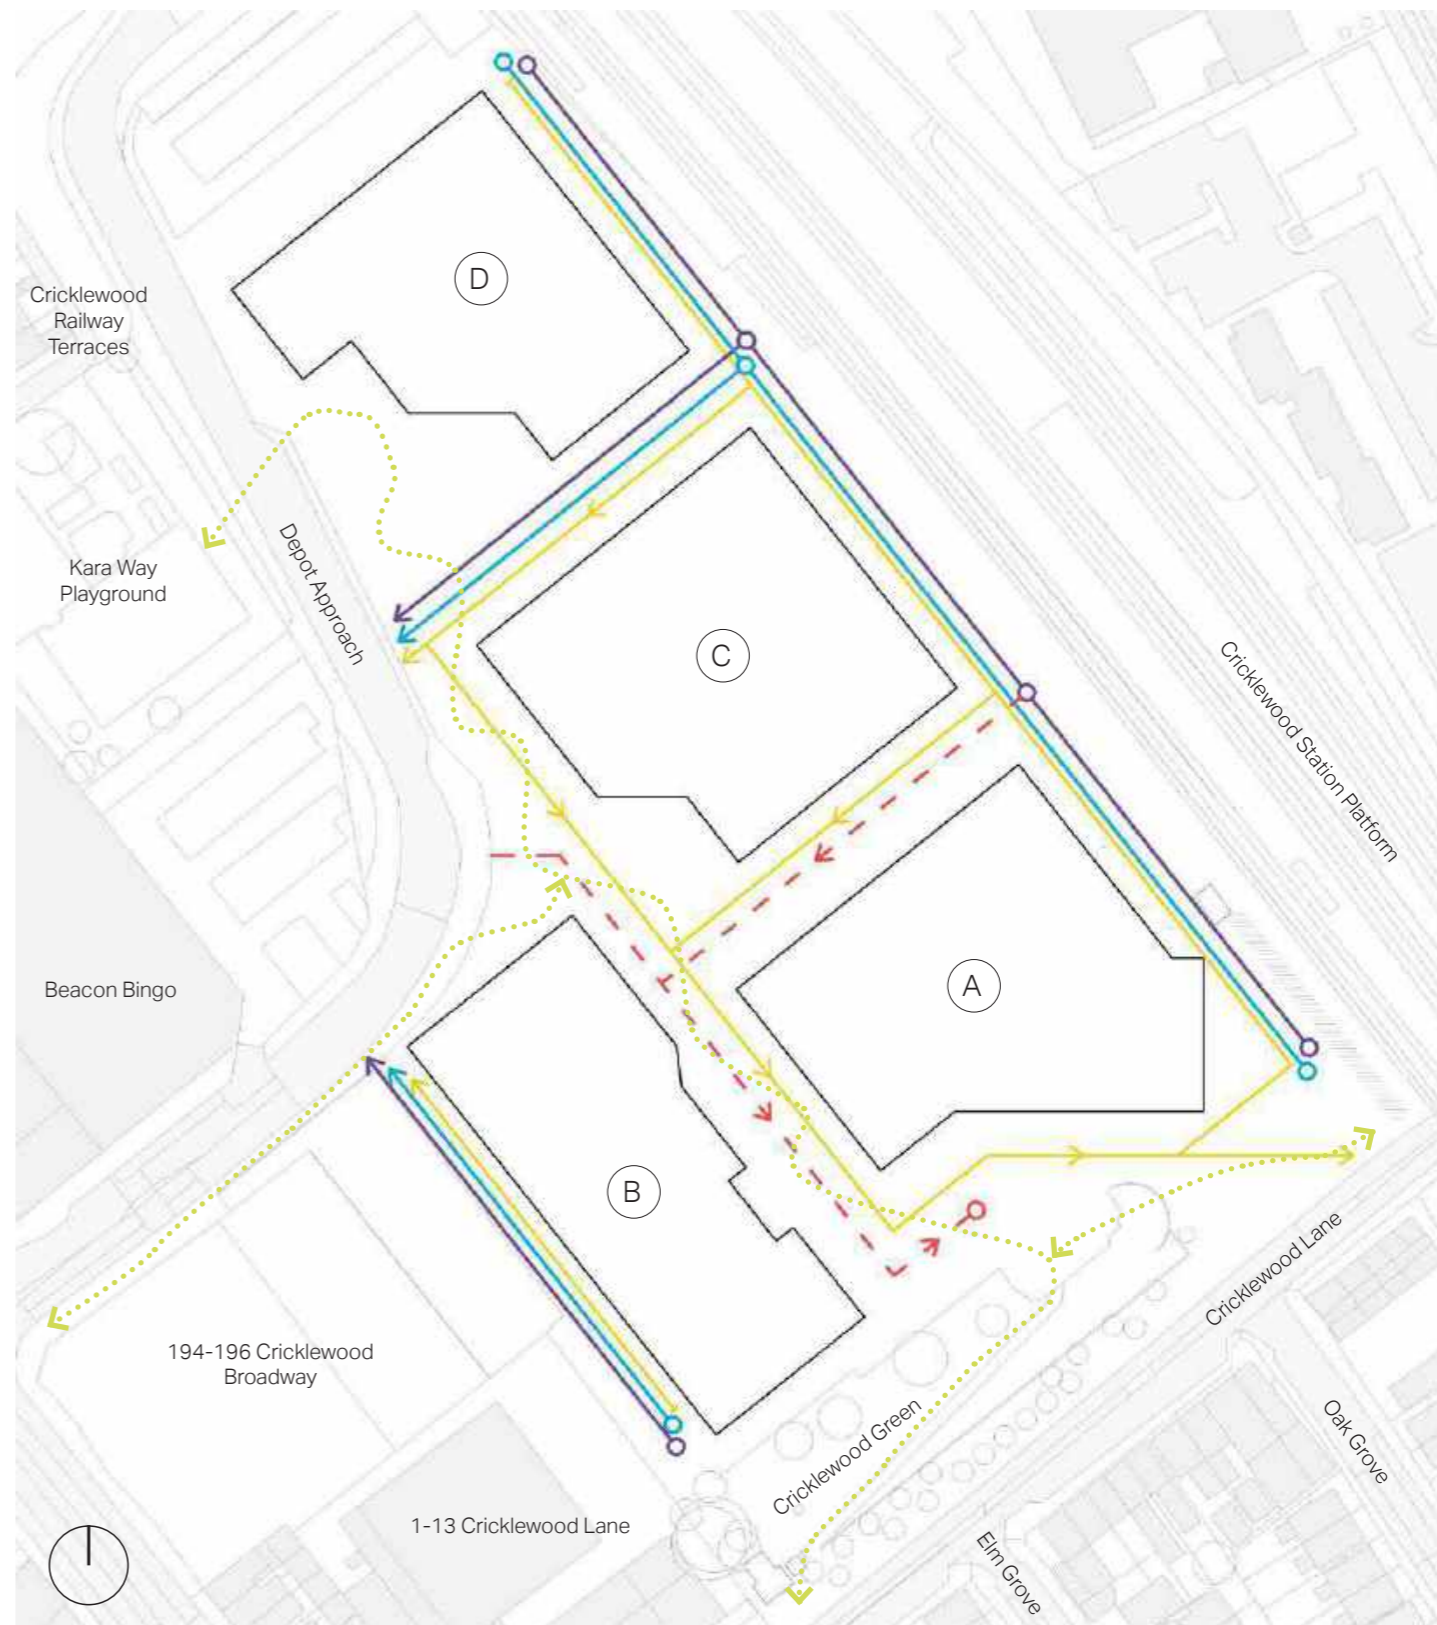 D
Cricklewood
Railway
Terraces
Depot Approach
Kara Way
Playground
C
Cricklewood Station Platform
A
Beacon Bingo
B
Cricklewood Lane
194-196 Cricklewood
Broadway
Cricklewood Green
Oak Grove
1-13 Cricklewood Lane
Elm Grove